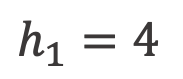 h₁ = 4